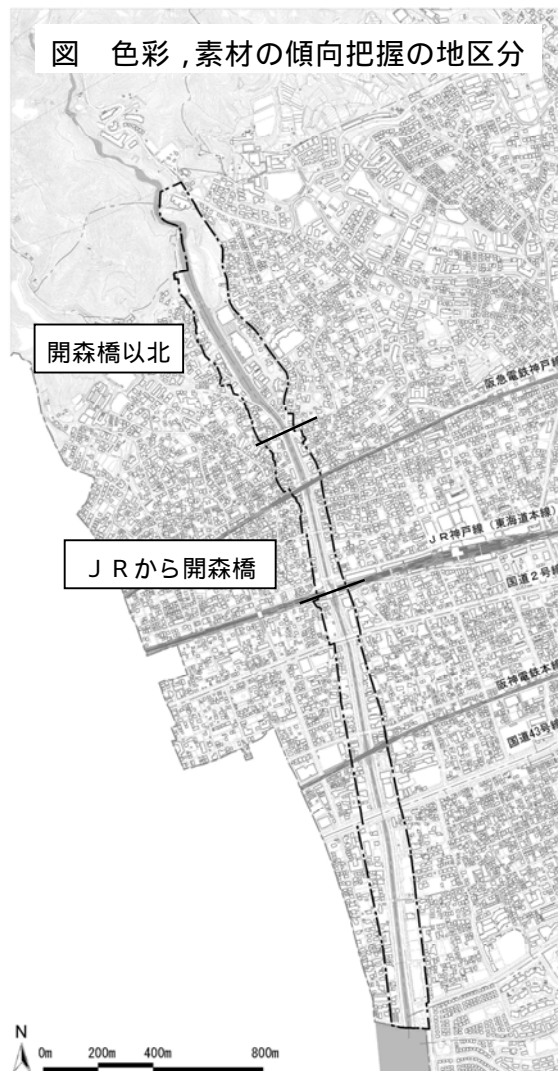 図　色彩，素材の傾向把握の地区分
開森橋以北
阪急電鉄神戸線
ＪＲ神戸線（東海道本線）
ＪＲから開森橋
国道２号線
阪神電鉄本線
国道43号線
N
0m 200m 400m 800m